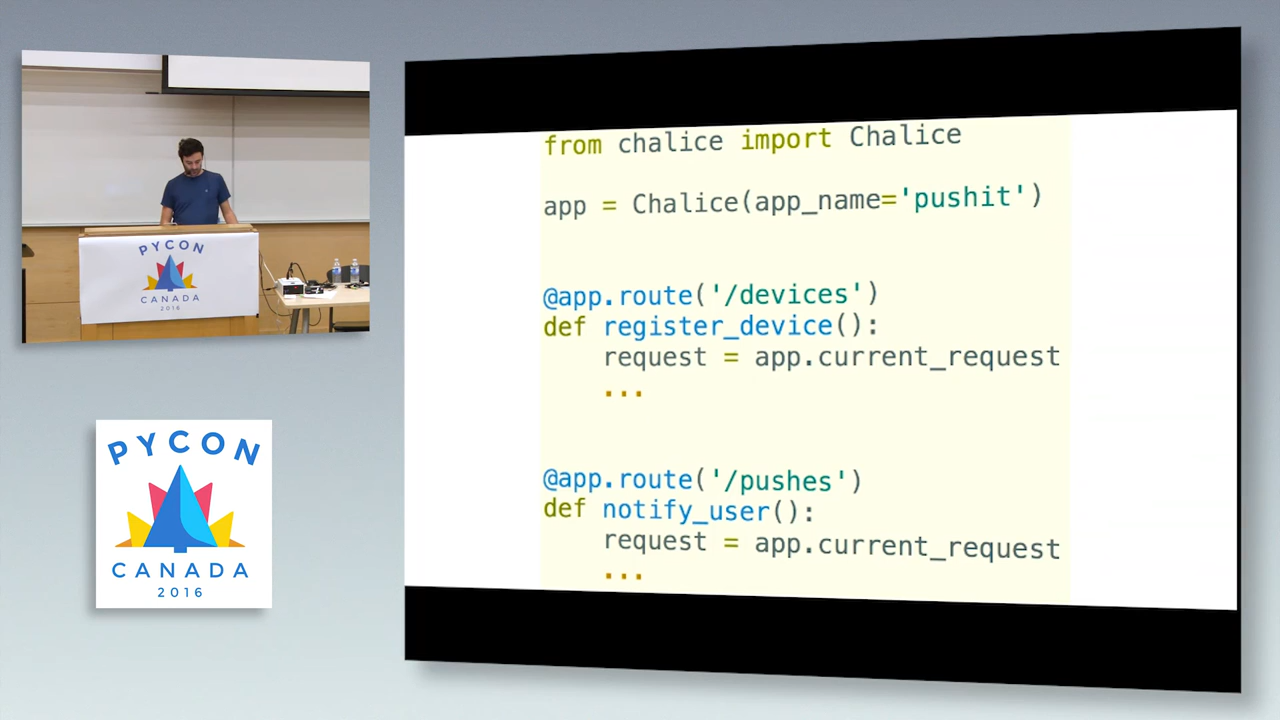 PYCON
CANADA
2016
PYCON
CANADA
2016
from chalice import Chalice
app = Chalice(app_name='pushit')
@app.route('/devices')
def register_device():
request = app.current_request
...
@app.route('/pushes')
def notify_user():
request = app.current_request
...